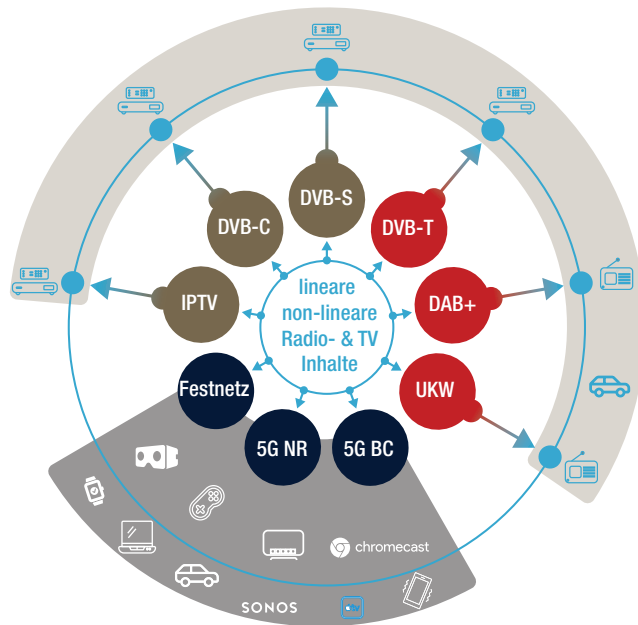 DVB-S
DVB-C
DVB-T
IPTV
lineare
non-lineare
Radio- & TV
Inhalte
DAB+
Festnetz
UKW
5G NR
5G BC
chromecast
SONOS